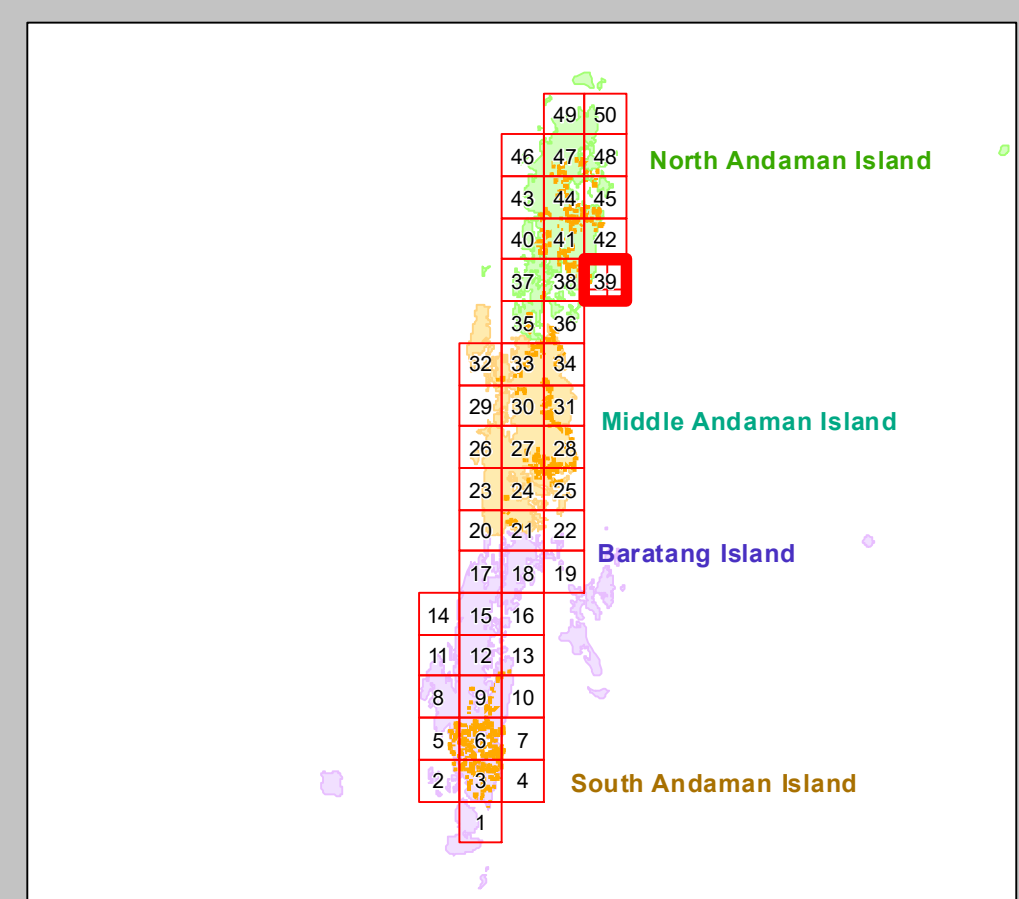 49 50
46 47 48
North Andaman Island
43 44 45
40 41 42
37 38 39
35 36
32 33 34
29 30 31
Middle Andaman Island
26 27 28
23 24 25
20 21 22
Baratang Island
17 18 19
14 15 16
11 12 13
8 9 10
5 6 7
2 3 4
South Andaman Island
1